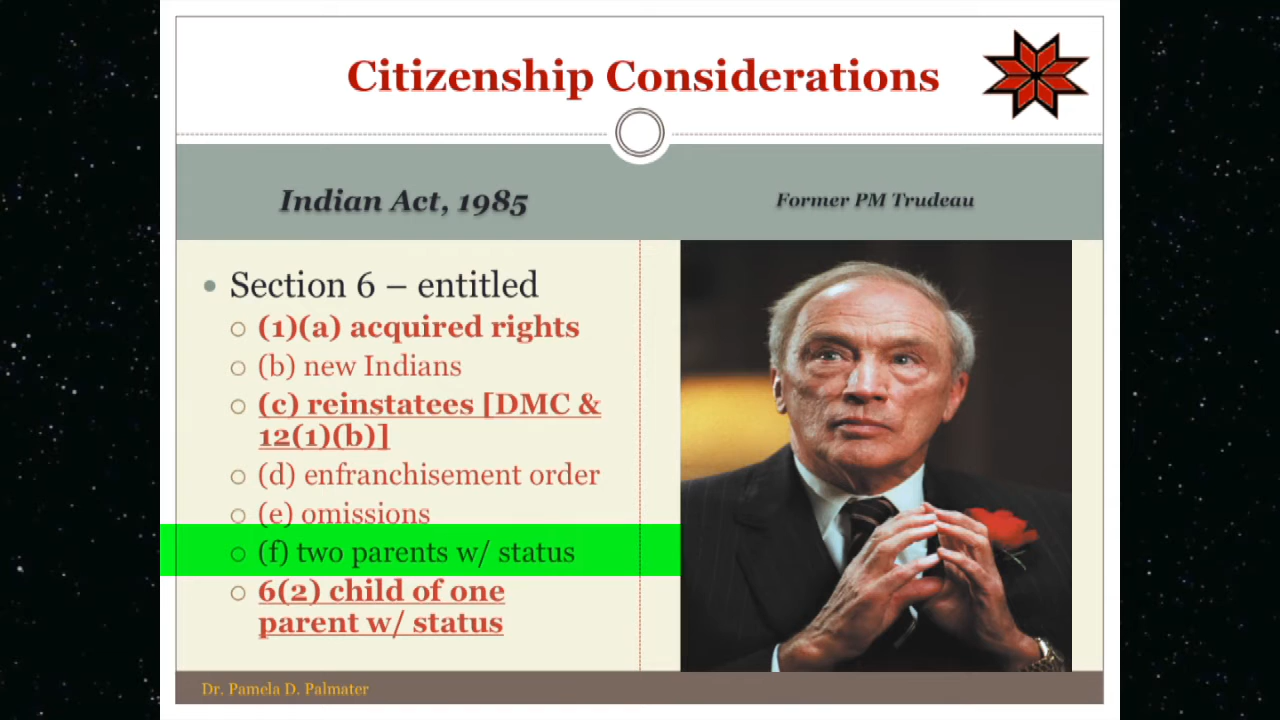 Citizenship Considerations
Indian Act, 1985
Former PM Trudeau
• Section 6 – entitled
○ (1)(a) acquired rights
○ (b) new Indians
○ (c) reinstatees [DMC &
12(1)(b)]
○ (d) enfranchisement order
○ (e) omissions
○ (f) two parents w/ status
○ 6(2) child of one
parent w/ status
Dr. Pamela D. Palmater